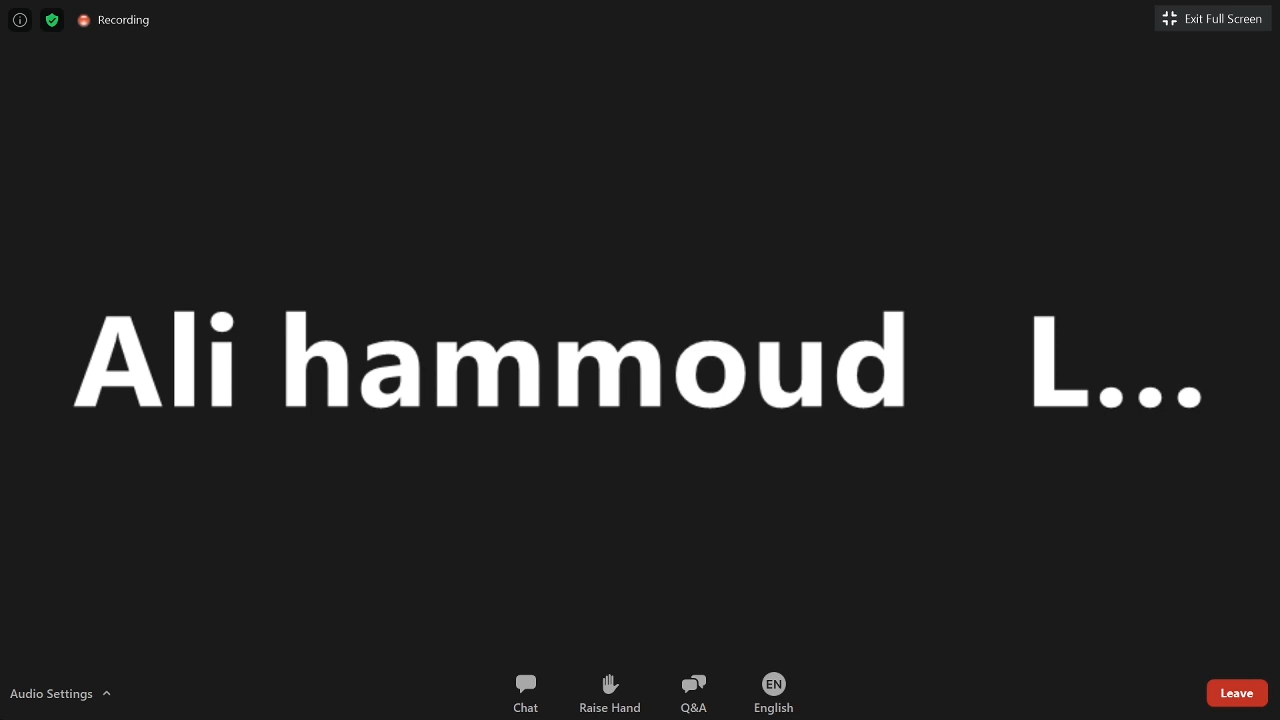 Recording
Exit Full Screen
Ali hammoud L...
Audio Settings
Chat
Raise Hand
Q&A
EN
English
Leave